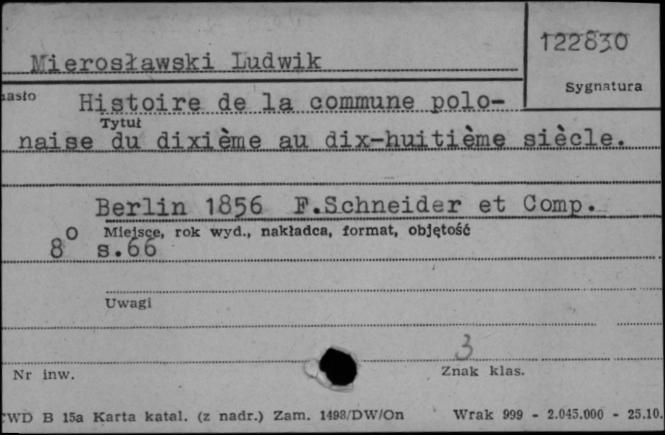 122830
Mierosławski Ludwik
Sygnatura
asło Histoire de la commune polo-
Tytuł
naise du dixième au dix-huitième siècle.
Berlin 1856 F.Schneider et Comp.
Miejsce, rok wyd., nakładca, format, objętość
8° s.66
Uwagi
3
Nr inw. Znak klas.
WD B 15a Karta katal. (z nadr.) Zam. 1498/DW/On Wrak 999 - 2.045.000 - 25.10.